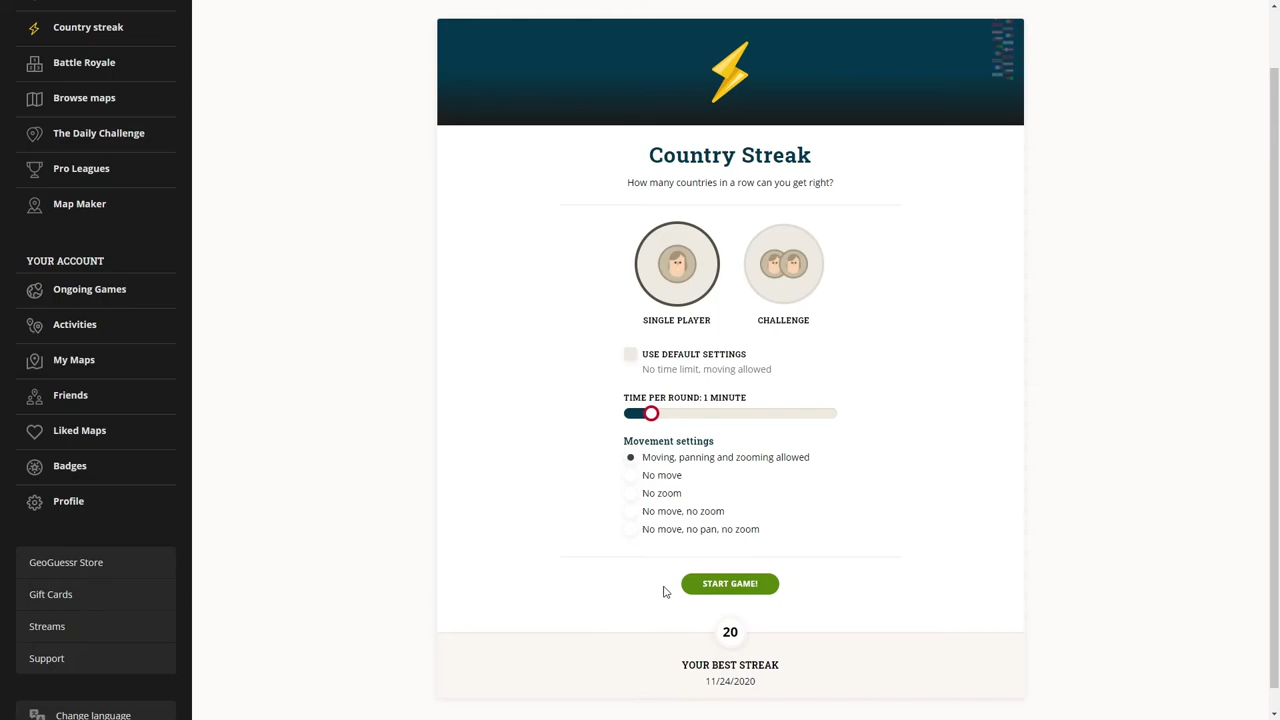 Country streak
Battle Royale
Browse maps
The Daily Challenge
Pro Leagues
Map Maker
YOUR ACCOUNT
Ongoing Games
Activities
My Maps
Friends
Liked Maps
Badges
Profile
GeoGuessr Store
Gift Cards
Streams
Support
Change language
Country Streak
How many countries in a row can you get right?
SINGLE PLAYER
CHALLENGE
USE DEFAULT SETTINGS
No time limit, moving allowed
TIME PER ROUND: 1 MINUTE
Movement settings
Moving, panning and zooming allowed
No move
No zoom
No move, no zoom
No move, no pan, no zoom
START GAME!
20
YOUR BEST STREAK
11/24/2020